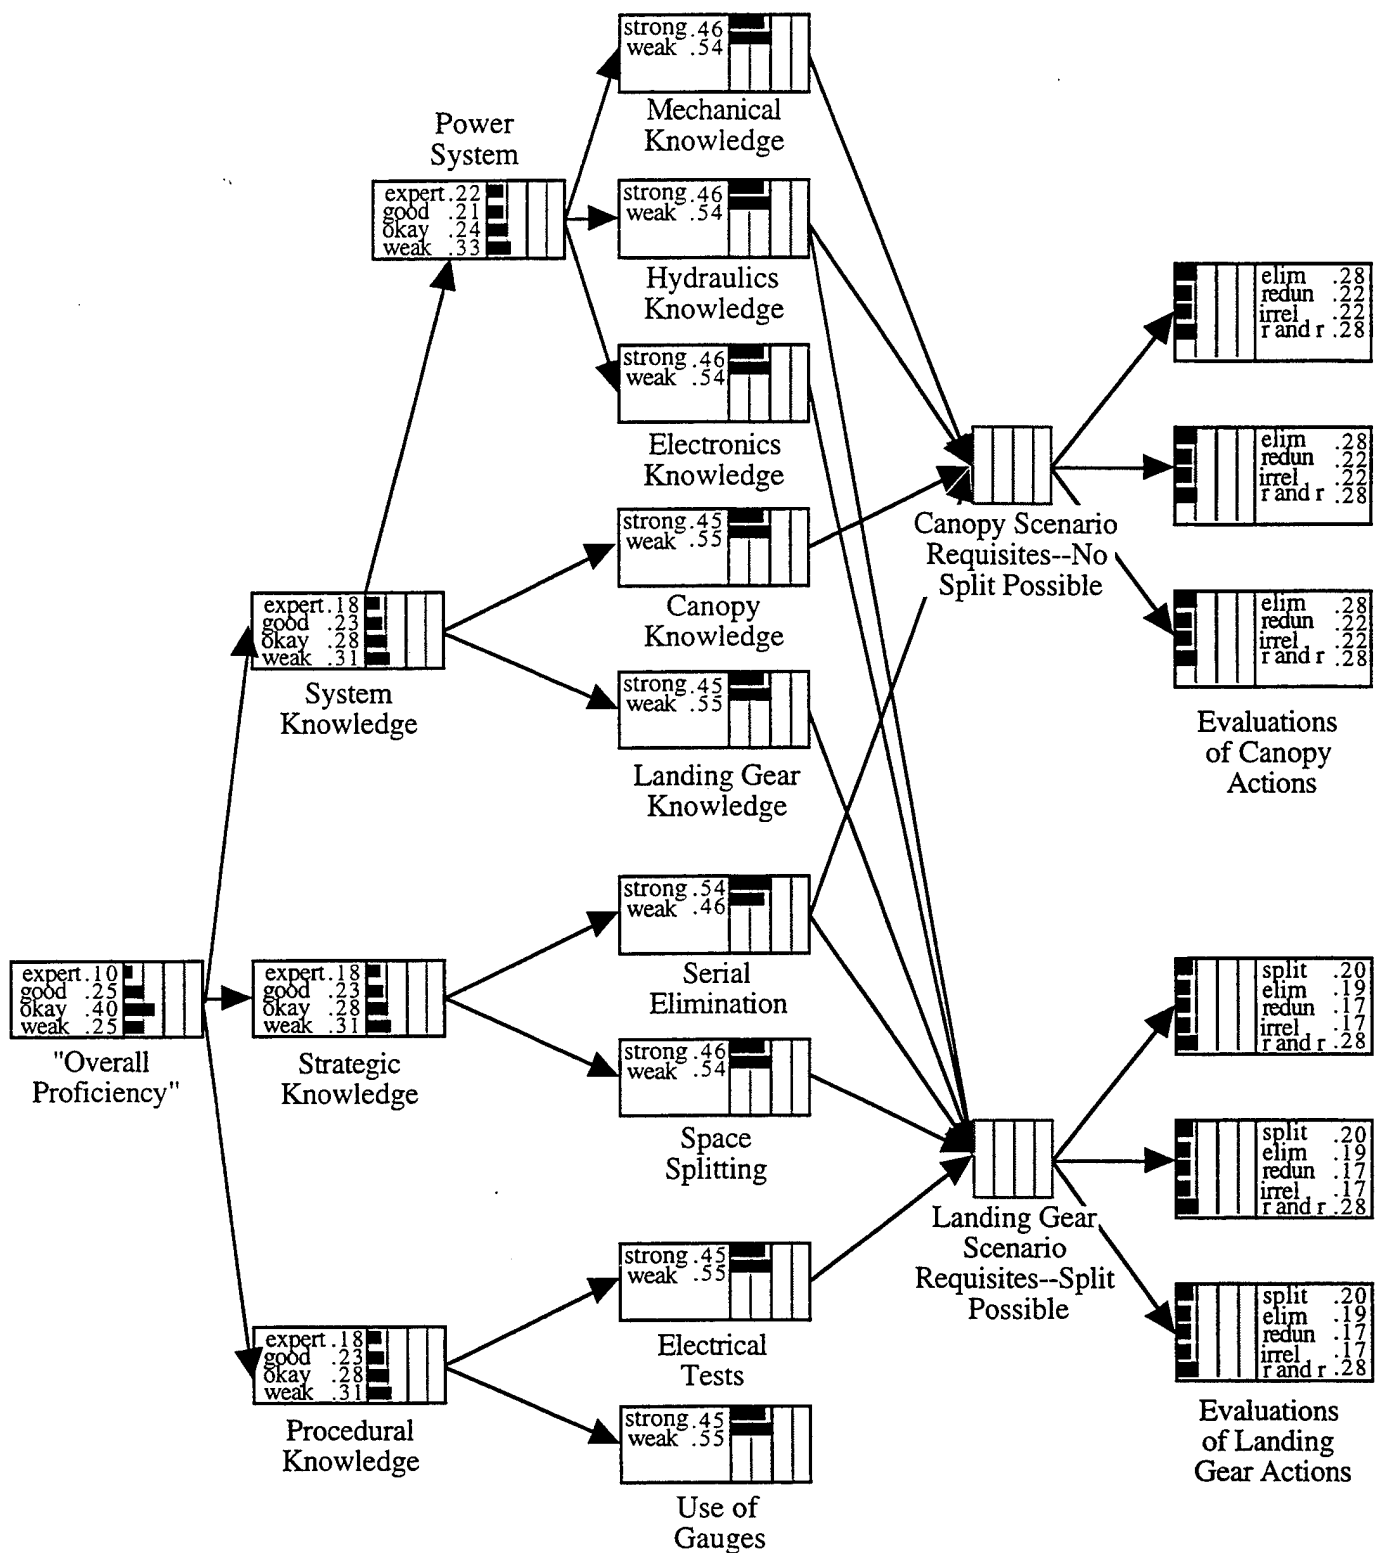 strong .46
weak .54
Mechanical
Knowledge
Power
System
expert .22
good .21
okay .24
weak .33
strong .46
weak .54
Hydraulics
Knowledge
strong .46
weak .54
Electronics
Knowledge
strong .45
weak .55
Canopy
Knowledge
expert .18
good .23
okay .28
weak .31
System
Knowledge
strong .45
weak .55
Landing Gear
Knowledge
strong .54
weak .46
Serial
Elimination
expert .10
good .25
okay .40
weak .25
"Overall
Proficiency"
expert .18
good .23
okay .28
weak .31
Strategic
Knowledge
strong .46
weak .54
Space
Splitting
strong .45
weak .55
Electrical
Tests
expert .18
good .23
okay .28
weak .31
Procedural
Knowledge
strong .45
weak .55
Use of
Gauges
Canopy Scenario
Requisites--No
Split Possible
Landing Gear
Scenario
Requisites--Split
Possible
elim .28
redun .22
irrel .22
r and r .28
elim .28
redun .22
irrel .22
r and r .28
elim .28
redun .22
irrel .22
r and r .28
Evaluations
of Canopy
Actions
split .20
elim .19
redun .17
irrel .17
r and r .28
split .20
elim .19
redun .17
irrel .17
r and r .28
split .20
elim .19
redun .17
irrel .17
r and r .28
Evaluations
of Landing
Gear Actions